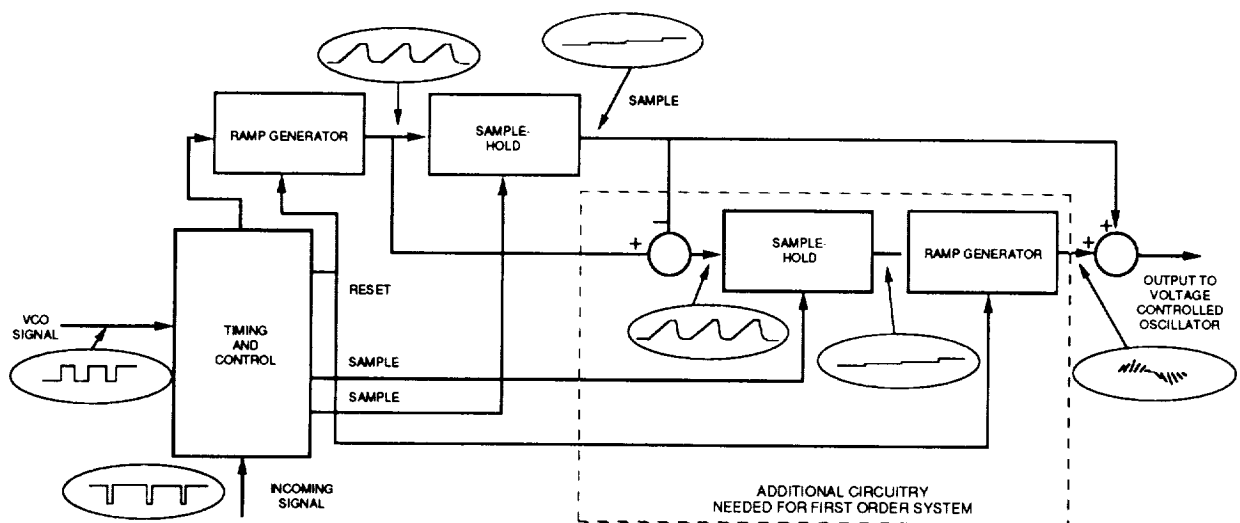 SAMPLE
RAMP GENERATOR
SAMPLE-
HOLD
SAMPLE-
HOLD
RAMP GENERATOR
RESET
OUTPUT TO
VOLTAGE
CONTROLLED
OSCILLATOR
VCO
SIGNAL
TIMING
AND
CONTROL
SAMPLE
SAMPLE
INCOMING
SIGNAL
ADDITIONAL CIRCUITRY
NEEDED FOR FIRST ORDER SYSTEM